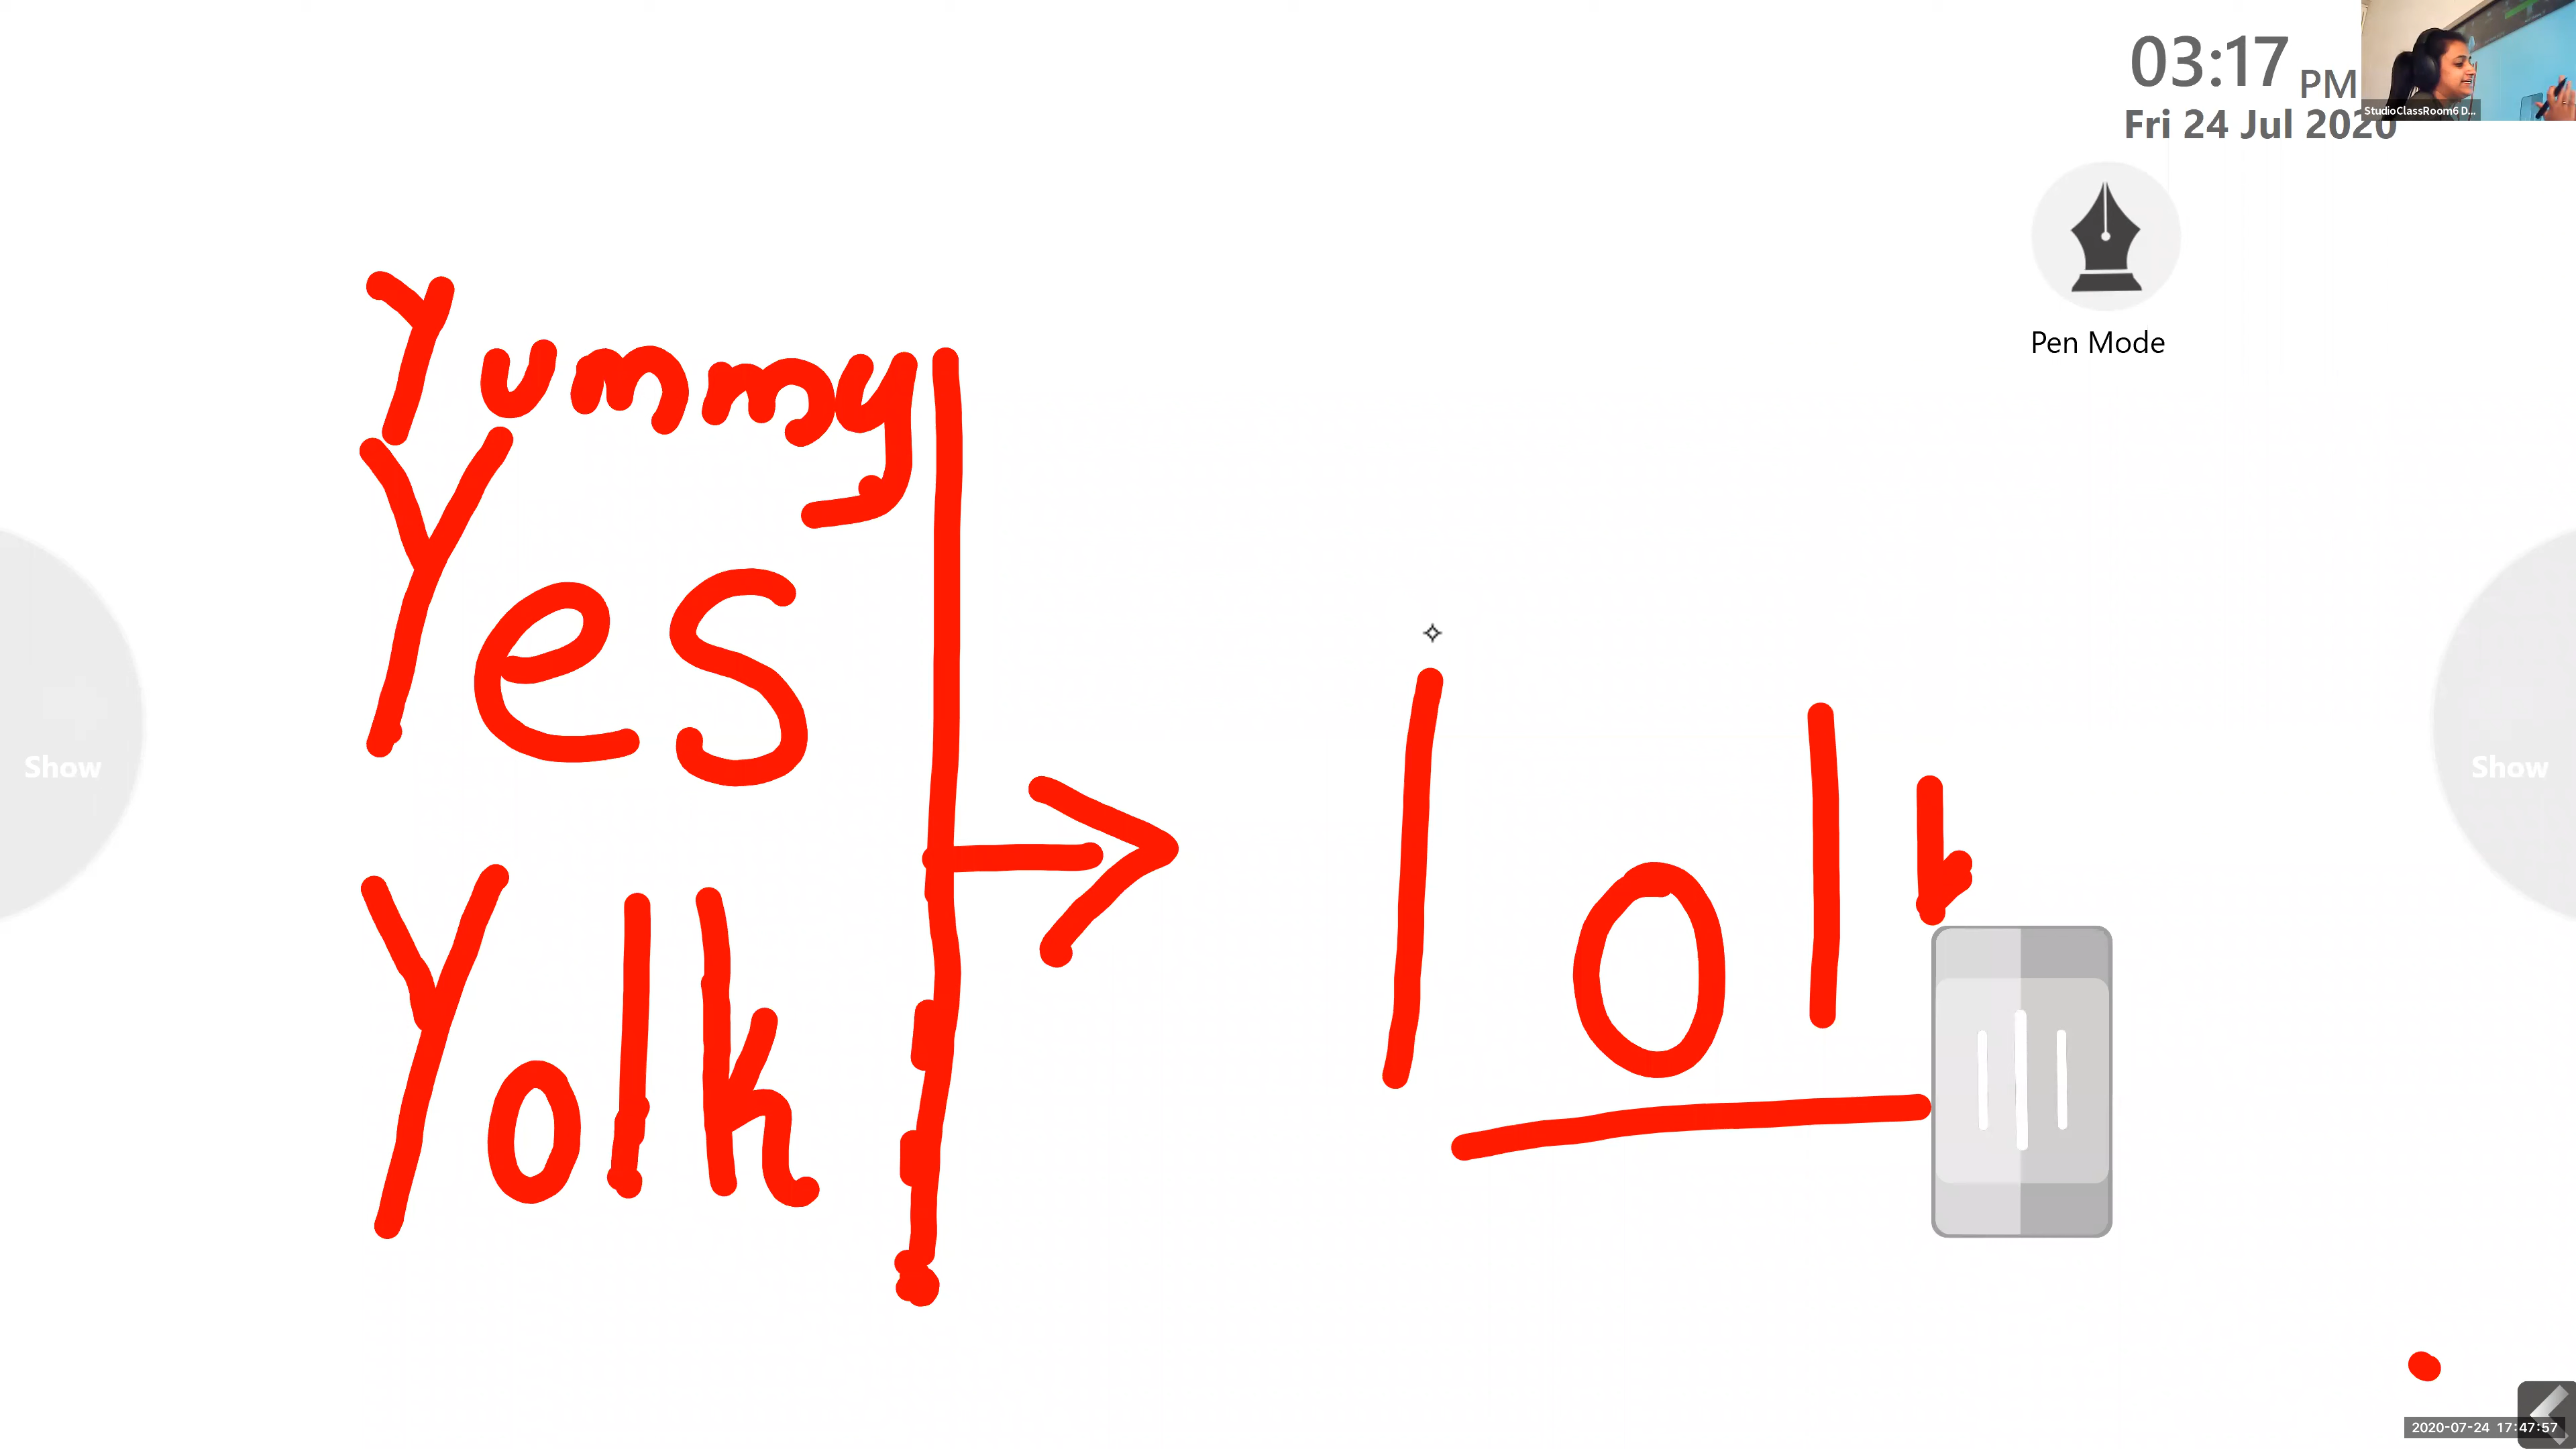 03:17 PM
Fri 24 Jul 2020
StudioClassRoom6 D...
Pen Mode
Yummy
Yes
Yolk
Show
Show
2020-07-24 17:47:57